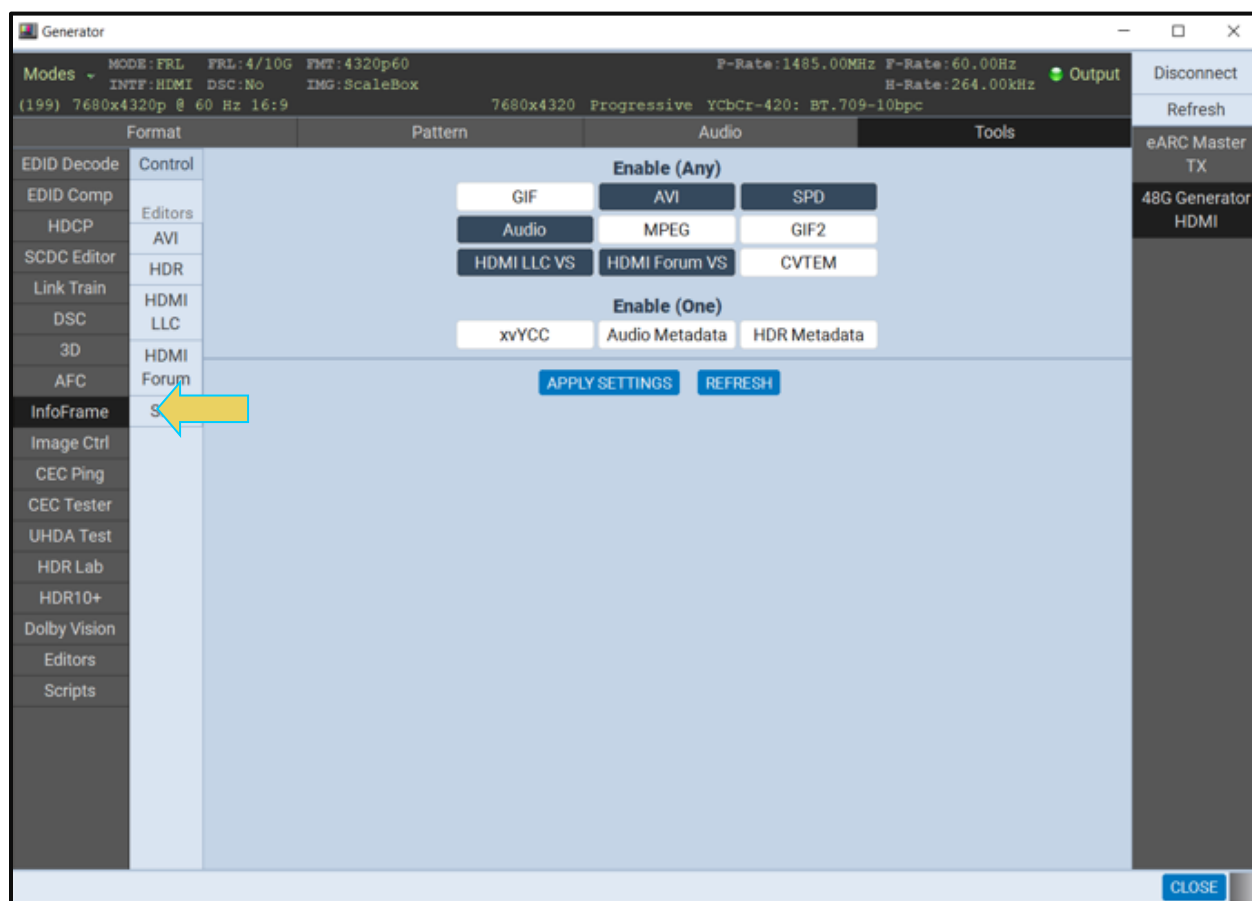 Generator
Modes MODE:FRL FRL:4/10G FMT:4320p60 P-Rate:1485.00MHz F-Rate:60.00Hz
INTF:HDMI DSC:No IMG:ScaleBox H-Rate:264.00kHz Output
(199) 7680x4320p @ 60 Hz 16:9 7680x4320 Progressive YCbCr-420: BT.709-10bpc
Disconnect
Refresh
eARC Master
TX
48G Generator
HDMI
Format Pattern Audio Tools
EDID Decode
EDID Comp
HDCP
SCDC Editor
Link Train
DSC
3D
AFC
InfoFrame
Image Ctrl
CEC Ping
CEC Tester
UHDA Test
HDR Lab
HDR10+
Dolby Vision
Editors
Scripts
Control
Editors
AVI
HDR
HDMI
LLC
HDMI
Forum
Enable (Any)
GIF AVI SPD
Audio MPEG GIF2
HDMI LLC VS HDMI Forum VS CVTEM
Enable (One)
xvYCC Audio Metadata HDR Metadata
APPLY SETTINGS REFRESH
CLOSE